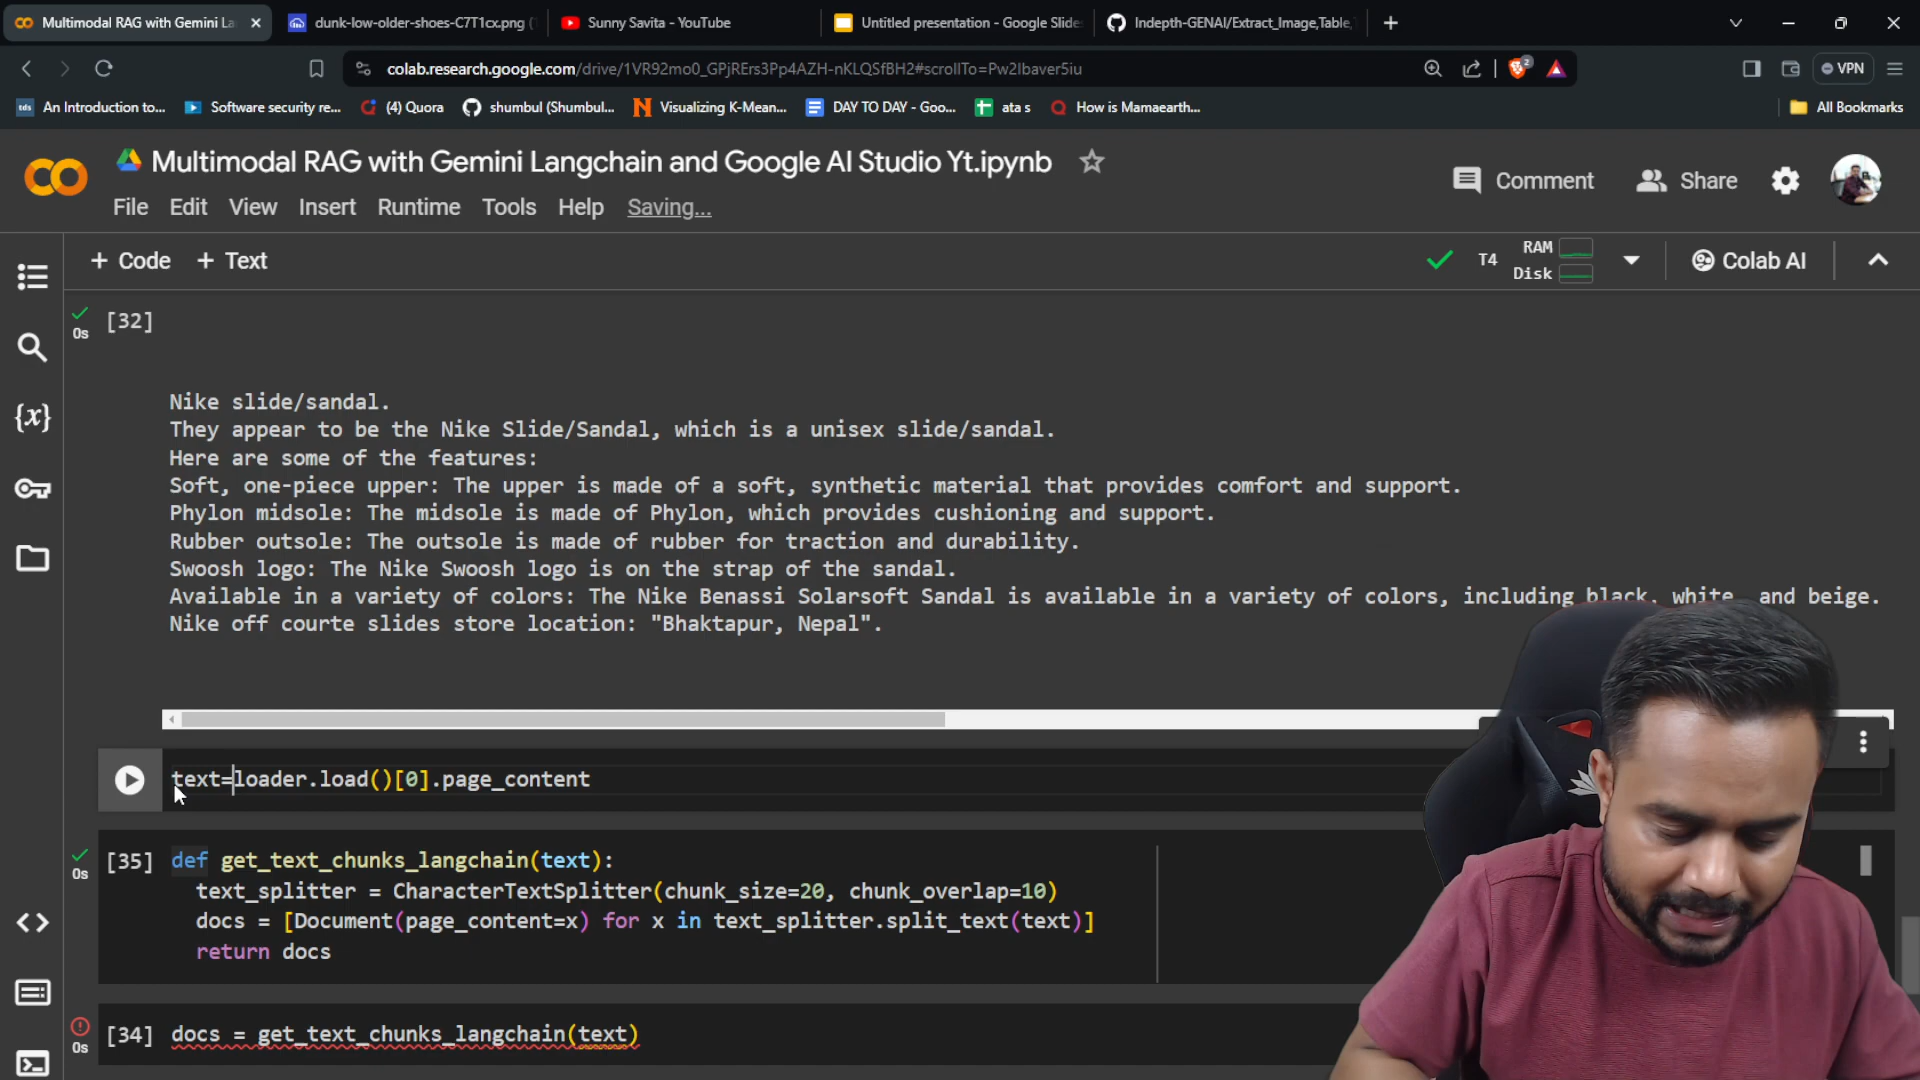 Multimodal RAG with Gemini La
dunk-low-older-shoes-C7T1cx.png (
Sunny Savita - YouTube
Untitled presentation - Google Slide
Indepth-GENAI/Extract_Image,Table,
colab.research.google.com/drive/1VR92mo0_GPjRErs3Pp4AZH-nKLQSfBH2#scrollTo=Pw2Ibaver5iu
2
VPN
tds An Introduction to...
Software security re...
(4) Quora
shumbul (Shumbul...
Visualizing K-Mean...
DAY TO DAY - Goo...
ata s
How is Mamaearth...
All Bookmarks
Multimodal RAG with Gemini Langchain and Google AI Studio Yt.ipynb
Comment
Share
File Edit View Insert Runtime Tools Help Saving...
+ Code + Text
T4
RAM
Disk
Colab AI
[32]
0s
Nike slide/sandal.
They appear to be the Nike Slide/Sandal, which is a unisex slide/sandal.
Here are some of the features:
Soft, one-piece upper: The upper is made of a soft, synthetic material that provides comfort and support.
Phylon midsole: The midsole is made of Phylon, which provides cushioning and support.
Rubber outsole: The outsole is made of rubber for traction and durability.
Swoosh logo: The Nike Swoosh logo is on the strap of the sandal.
Available in a variety of colors: The Nike Benassi Solarsoft Sandal is available in a variety of colors, including black, white, and beige.
Nike off courte slides store location: "Bhaktapur, Nepal".
text=loader.load()[0].page_content
[35] def get_text_chunks_langchain(text):
0s
text_splitter = CharacterTextSplitter(chunk_size=20, chunk_overlap=10)
docs = [Document(page_content=x) for x in text_splitter.split_text(text)]
return docs
[34] docs = get_text_chunks_langchain(text)
0s